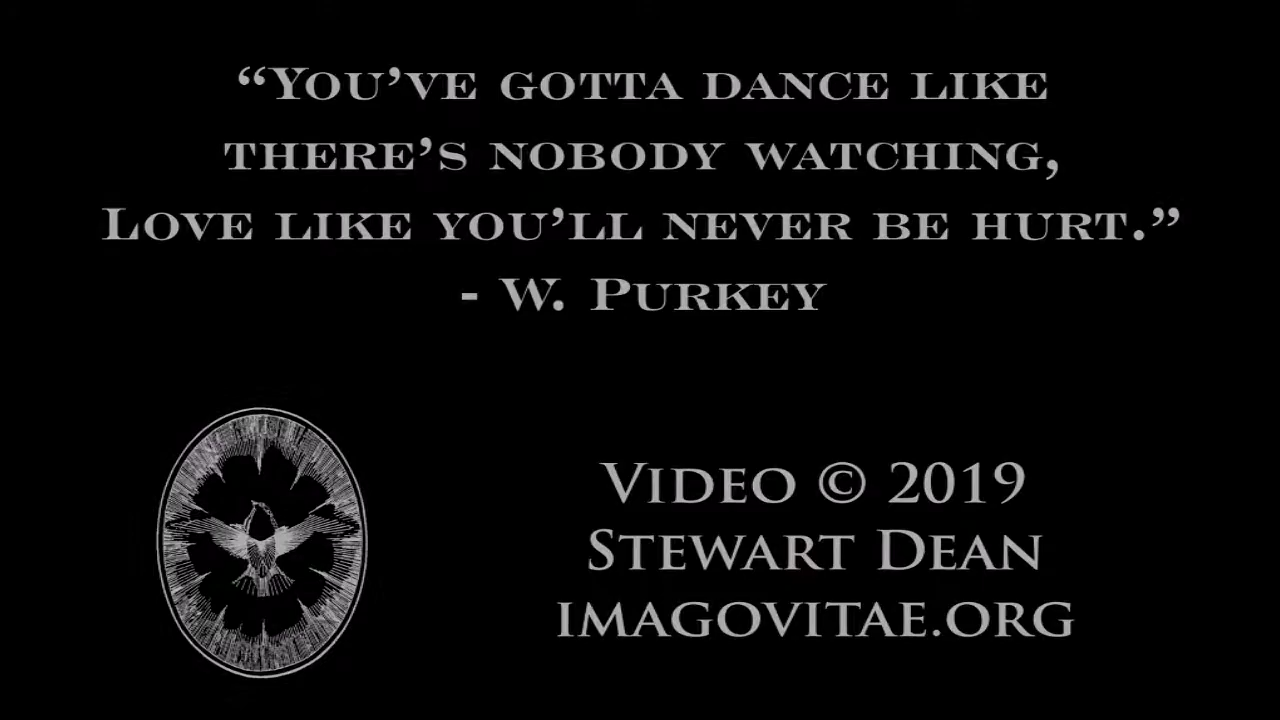 “You’ve gotta dance like
there’s nobody watching,
Love like you’ll never be hurt.”
- W. Purkey
Video © 2019
Stewart Dean
imagovitae.org